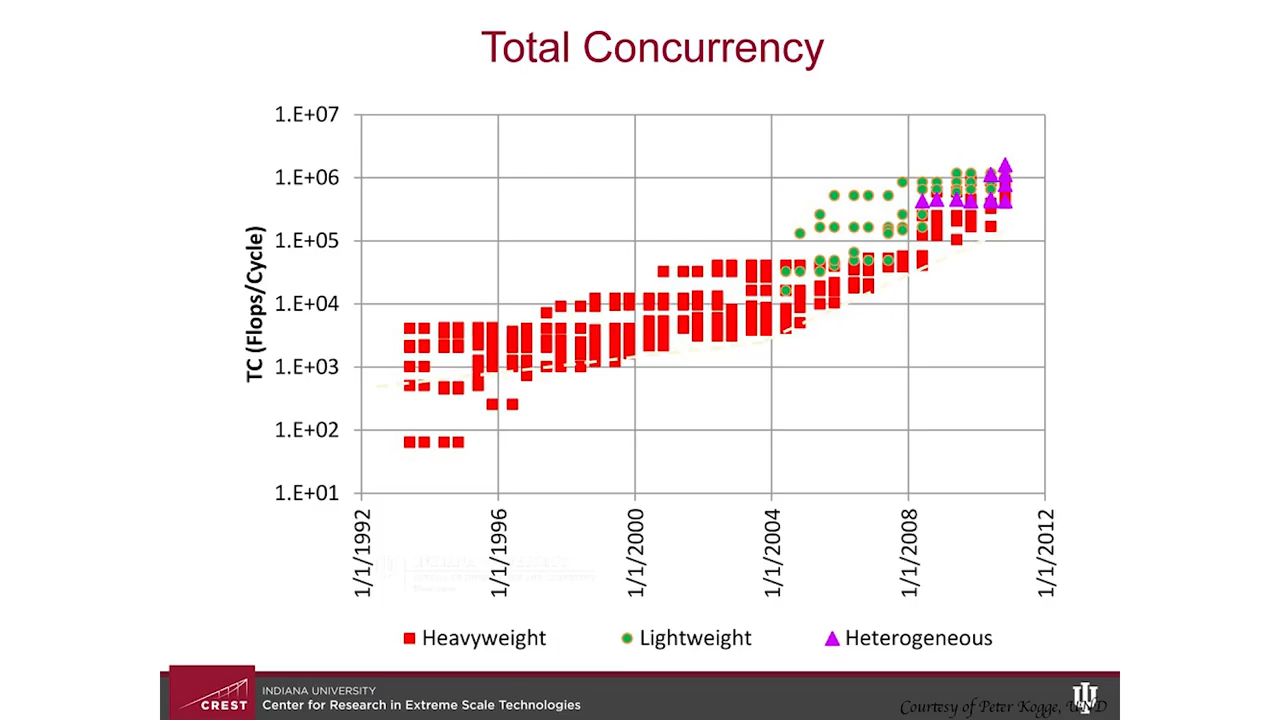 Total Concurrency
TC (Flops/Cycle)
1.E+07
1.E+06
1.E+05
1.E+04
1.E+03
1.E+02
1.E+01
1/1/1992
1/1/1996
1/1/2000
1/1/2004
1/1/2008
1/1/2012
Heavyweight
Lightweight
Heterogeneous
CREST
INDIANA UNIVERSITY
Center for Research in Extreme Scale Technologies
Courtesy of Peter Kogge, UND